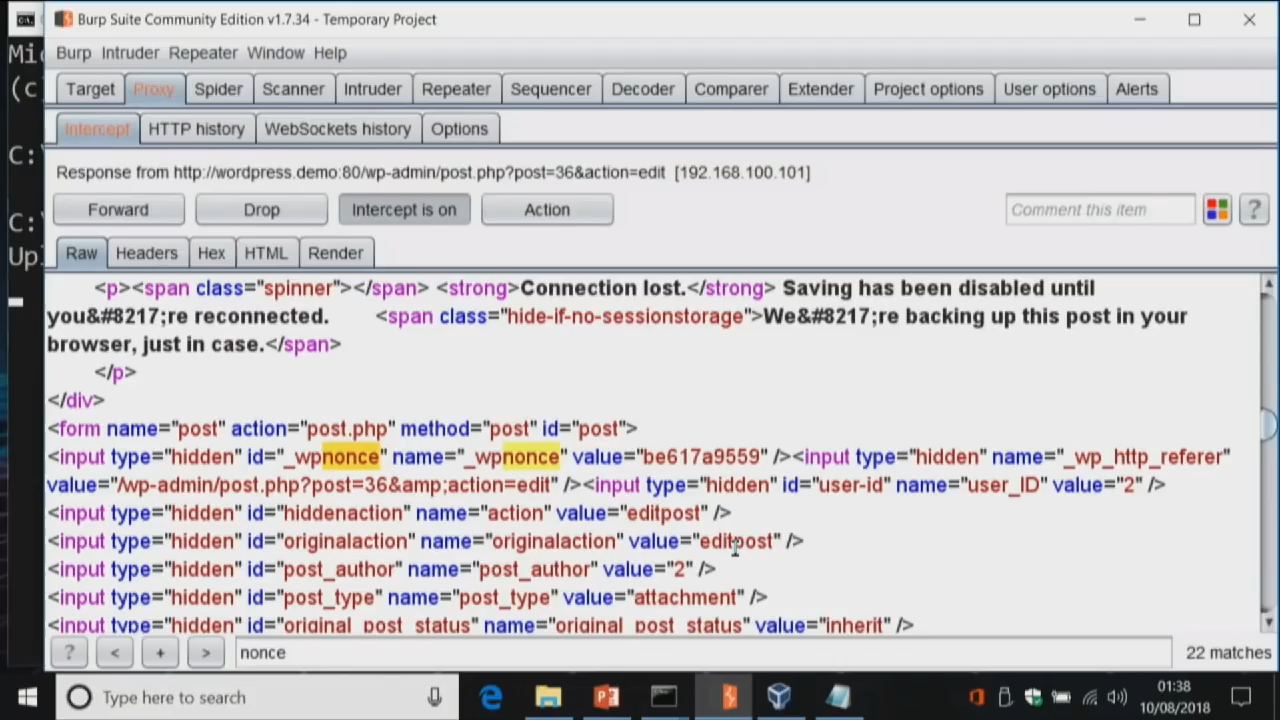 Burp Suite Community Edition v1.7.34 - Temporary Project
Burp Intruder Repeater Window Help
Target Proxy Spider Scanner Intruder Repeater Sequencer Decoder Comparer Extender Project options User options Alerts
Intercept HTTP history WebSockets history Options
Response from http://wordpress.demo:80/wp-admin/post.php?post=36&action=edit [192.168.100.101]
Forward Drop Intercept is on Action Comment this item ?
Raw Headers Hex HTML Render
<p><span class="spinner"></span> <strong>Connection lost.</strong> Saving has been disabled until
you&#8217;re reconnected. <span class="hide-if-no-sessionstorage">We&#8217;re backing up this post in your
browser, just in case.</span>
</p>
</div>
<form name="post" action="post.php" method="post" id="post">
<input type="hidden" id="_wpnonce" name="_wpnonce" value="be617a9559" /><input type="hidden" name="_wp_http_referer"
value="/wp-admin/post.php?post=36&amp;action=edit" /><input type="hidden" id="user-id" name="user_ID" value="2" />
<input type="hidden" id="hiddenaction" name="action" value="editpost" />
<input type="hidden" id="originalaction" name="originalaction" value="editpost" />
<input type="hidden" id="post_author" name="post_author" value="2" />
<input type="hidden" id="post_type" name="post_type" value="attachment" />
<input type="hidden" id="original_post_status" name="original_post_status" value="inherit" />
? < + > nonce 22 matches
Type here to search
01:38
10/08/2018
Mi
(c
C:\
C:\
Upl